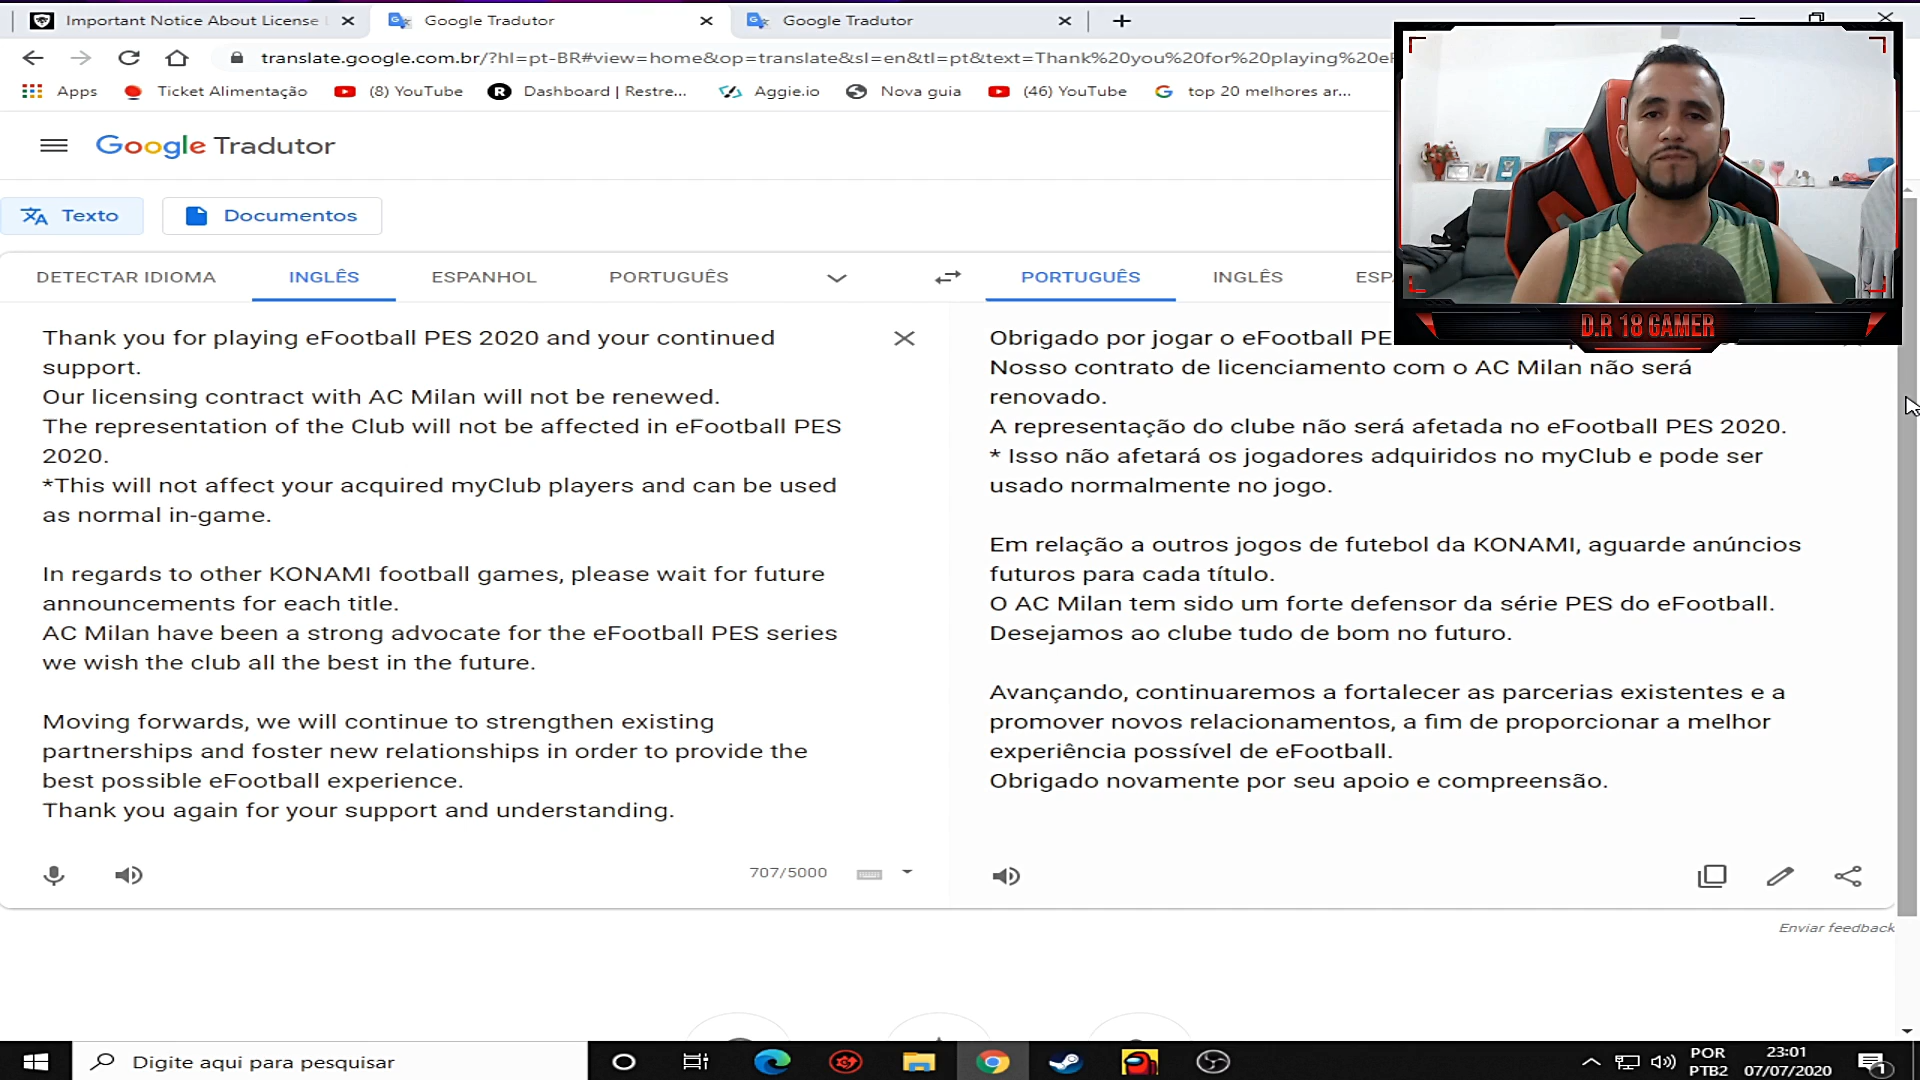 Important Notice About License
Google Tradutor
Google Tradutor
translate.google.com.br/?hl=pt-BR#view=home&op=translate&sl=en&tl=pt&text=Thank%20you%20for%20playing%20eF
Apps
Ticket Alimentação
(8) YouTube
Dashboard | Restre...
Aggie.io
Nova guia
(46) YouTube
top 20 melhores ar...
Google Tradutor
Texto
Documentos
DETECTAR IDIOMA
INGLÊS
ESPANHOL
PORTUGUÊS
PORTUGUÊS
INGLÊS
ESPA
Thank you for playing eFootball PES 2020 and your continued
support.
Our licensing contract with AC Milan will not be renewed.
The representation of the Club will not be affected in eFootball PES
2020.
*This will not affect your acquired myClub players and can be used
as normal in-game.
In regards to other KONAMI football games, please wait for future
announcements for each title.
AC Milan have been a strong advocate for the eFootball PES series
we wish the club all the best in the future.
Moving forwards, we will continue to strengthen existing
partnerships and foster new relationships in order to provide the
best possible eFootball experience.
Thank you again for your support and understanding.
707/5000
Obrigado por jogar o eFootball PE
Nosso contrato de licenciamento com o AC Milan não será
renovado.
A representação do clube não será afetada no eFootball PES 2020.
* Isso não afetará os jogadores adquiridos no myClub e pode ser
usado normalmente no jogo.
Em relação a outros jogos de futebol da KONAMI, aguarde anúncios
futuros para cada título.
O AC Milan tem sido um forte defensor da série PES do eFootball.
Desejamos ao clube tudo de bom no futuro.
Avançando, continuaremos a fortalecer as parcerias existentes e a
promover novos relacionamentos, a fim de proporcionar a melhor
experiência possível de eFootball.
Obrigado novamente por seu apoio e compreensão.
Enviar feedback
D.R 18 GAMER
Digite aqui para pesquisar
POR
PTB2
23:01
07/07/2020
1